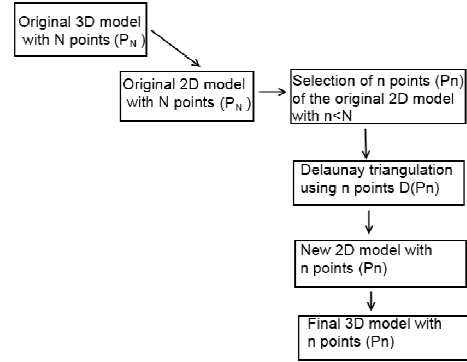 Original 3D model
with N points (P_N )
Original 2D model
with N points (P_N )
Selection of n points (Pn)
of the original 2D model
with n<N
Delaunay triangulation
using n points D(Pn)
New 2D model with
n points (Pn)
Final 3D model with
n points (Pn)